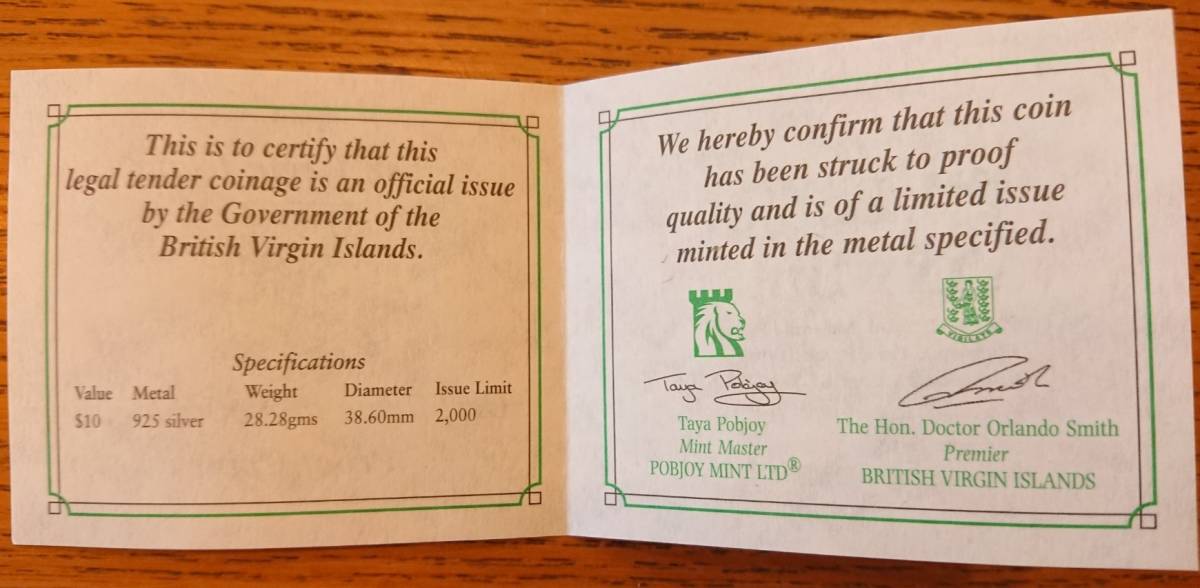 This is to certify that this
legal tender coinage is an official issue
by the Government of the
British Virgin Islands.
Specifications
Value Metal Weight Diameter Issue Limit
$10 925 silver 28.28gms 38.60mm 2,000
We hereby confirm that this coin
has been struck to proof
quality and is of a limited issue
minted in the metal specified.
VIGILATE
Taya Pobjoy
Taya Pobjoy
Mint Master
POBJOY MINT LTD®
The Hon. Doctor Orlando Smith
Premier
BRITISH VIRGIN ISLANDS